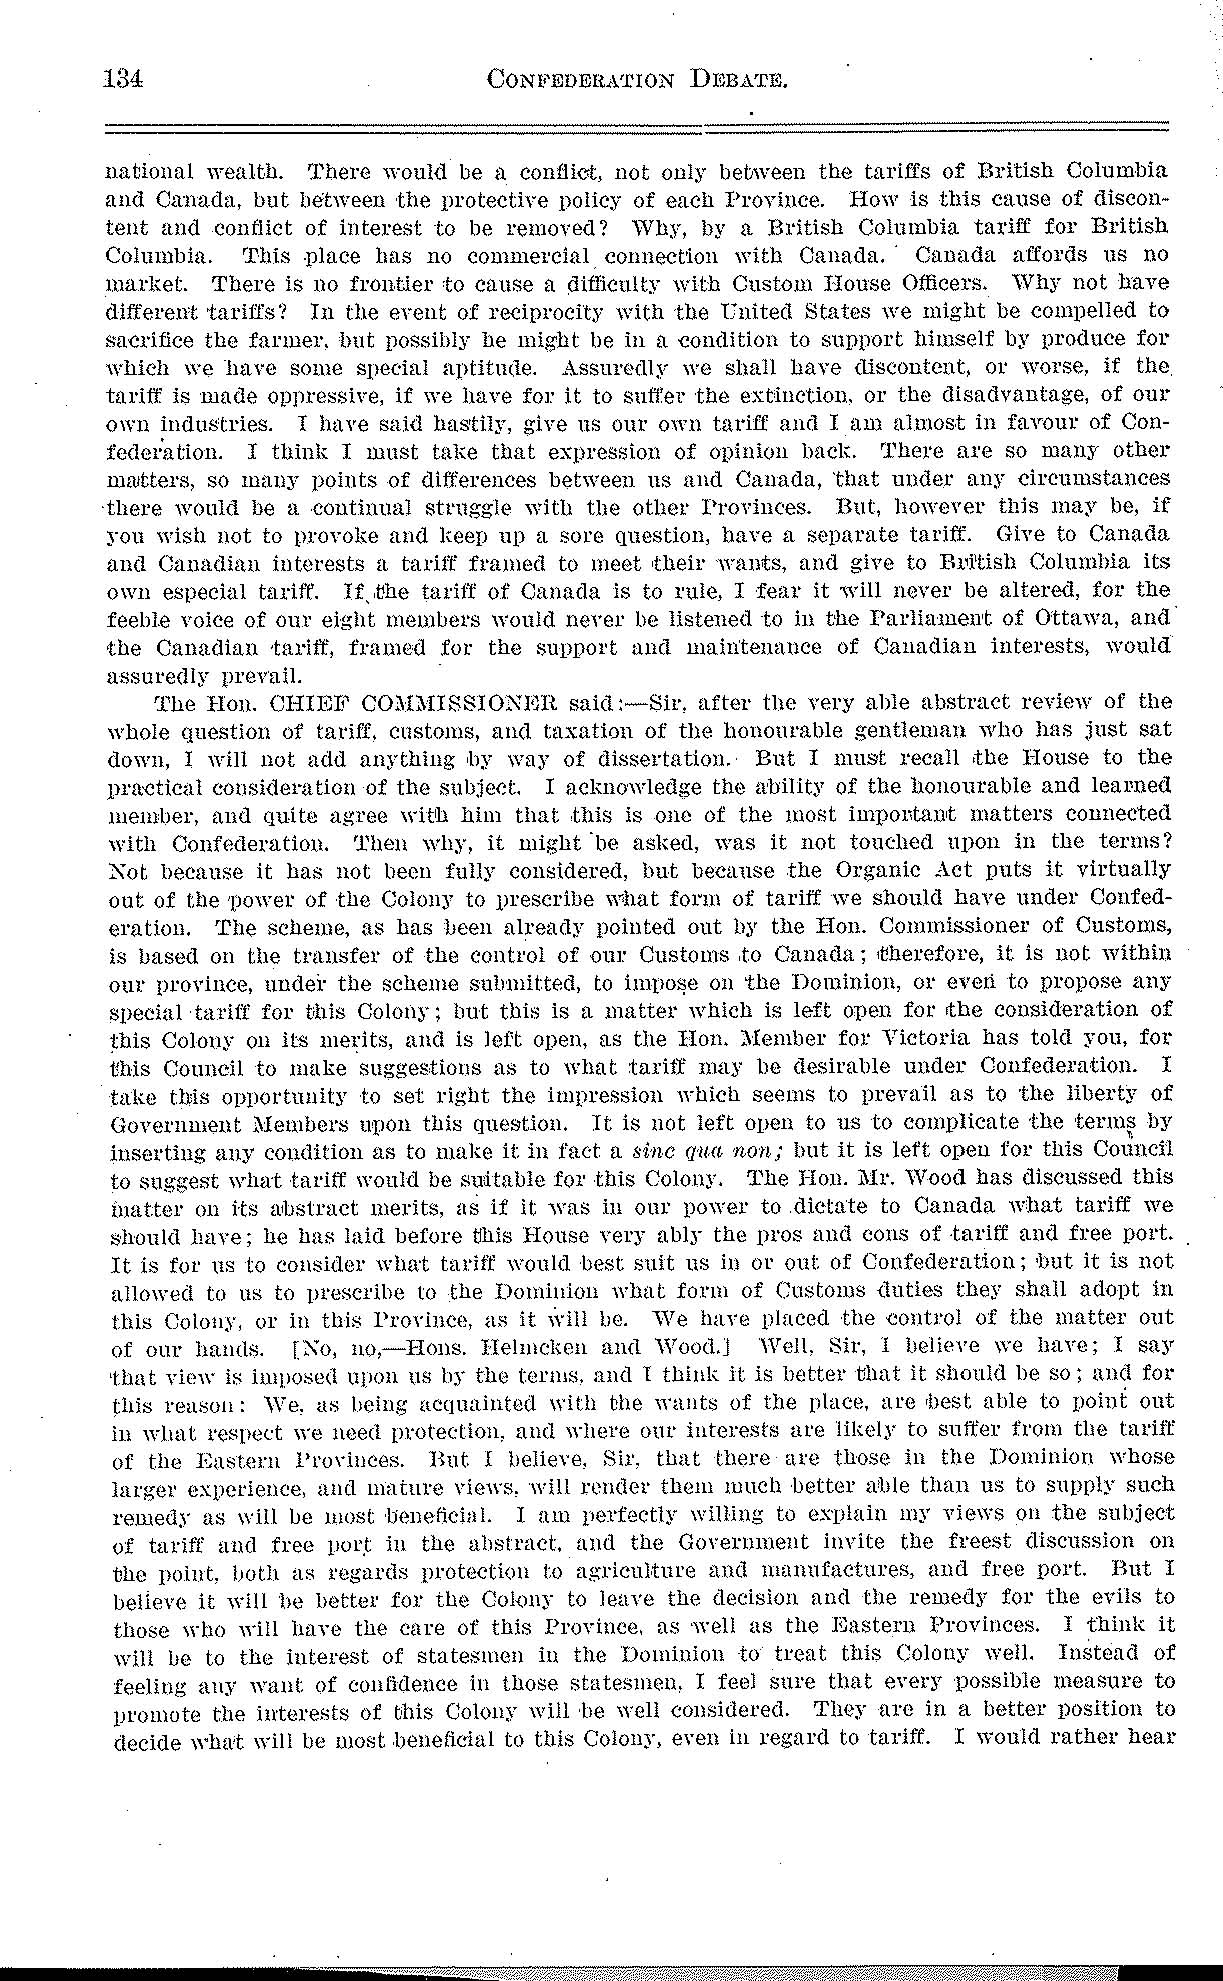 134 CONFEDERATION DEBATE.
national wealth. There would be a conflict, not only between the tariffs of British Columbia
and Canada, but between the protective policy of each Province. How is this cause of discon-
tent and conflict of interest to be removed? Why, by a British Columbia tariff for British
Columbia. This place has no commercial connection with Canada. Canada affords us no
market. There is no frontier to cause a difficulty with Custom House Officers. Why not have
different tariffs? In the event of reciprocity with the United States we might be compelled to
sacrifice the farmer, but possibly he might be in a condition to support himself by produce for
which we have some special aptitude. Assuredly we shall have discontent, or worse, if the
tariff is made oppressive, if we have for it to suffer the extinction, or the disadvantage, of our
own industries. I have said hastily, give us our own tariff and I am almost in favour of Con-
federation. I think I must take that expression of opinion back. There are so many other
matters, so many points of differences between us and Canada, that under any circumstances
there would be a continual struggle with the other Provinces. But, however this may be, if
you wish not to provoke and keep up a sore question, have a separate tariff. Give to Canada
and Canadian interests a tariff framed to meet their wants, and give to British Columbia its
own especial tariff. If the tariff of Canada is to rule, I fear it will never be altered, for the
feeble voice of our eight members would never be listened to in the Parliament of Ottawa, and
the Canadian tariff, framed for the support and maintenance of Canadian interests, would
assuredly prevail.
The Hon. CHIEF COMMISSIONER said:—Sir, after the very able abstract review of the
whole question of tariff, customs, and taxation of the honourable gentleman who has just sat
down, I will not add anything by way of dissertation. But I must recall the House to the
practical consideration of the subject. I acknowledge the ability of the honourable and learned
member, and quite agree with him that this is one of the most important matters connected
with Confederation. Then why, it might be asked, was it not touched upon in the terms?
Not because it has not been fully considered, but because the Organic Act puts it virtually
out of the power of the Colony to prescribe what form of tariff we should have under Confed-
eration. The scheme, as has been already pointed out by the Hon. Commissioner of Customs,
is based on the transfer of the control of our Customs to Canada; therefore, it is not within
our province, under the scheme submitted, to impose on the Dominion, or even to propose any
special tariff for this Colony; but this is a matter which is left open for the consideration of
this Colony on its merits, and is left open, as the Hon. Member for Victoria has told you, for
this Council to make suggestions as to what tariff may be desirable under Confederation. I
take this opportunity to set right the impression which seems to prevail as to the liberty of
Government Members upon this question. It is not left open to us to complicate the terms by
inserting any condition as to make it in fact a sine qua non; but it is left open for this Council
to suggest what tariff would be suitable for this Colony. The Hon. Mr. Wood has discussed this
matter on its abstract merits, as if it was in our power to dictate to Canada what tariff we
should have; he has laid before this House very ably the pros and cons of tariff and free port.
It is for us to consider what tariff would best suit us in or out of Confederation; but it is not
allowed to us to prescribe to the Dominion what form of Customs duties they shall adopt in
this Colony, or in this Province, as it will be. We have placed the control of the matter out
of our hands. [No, no,—Hons. Helmcken and Wood.] Well, Sir, I believe we have; I say
that view is imposed upon us by the terms, and I think it is better that it should be so; and for
this reason: We, as being acquainted with the wants of the place, are best able to point out
in what respect we need protection, and where our interests are likely to suffer from the tariff
of the Eastern Provinces. But I believe, Sir, that there are those in the Dominion whose
larger experience, and mature views, will render them much better able than us to supply such
remedy as will be most beneficial. I am perfectly willing to explain my views on the subject
of tariff and free port in the abstract, and the Government invite the freest discussion on
the point, both as regards protection to agriculture and manufactures, and free port. But I
believe it will be better for the Colony to leave the decision and the remedy for the evils to
those who will have the care of this Province, as well as the Eastern Provinces. I think it
will be to the interest of statesmen in the Dominion to treat this Colony well. Instead of
feeling any want of confidence in those statesmen, I feel sure that every possible measure to
promote the interests of this Colony will be well considered. They are in a better position to
decide what will be most beneficial to this Colony, even in regard to tariff. I would rather hear